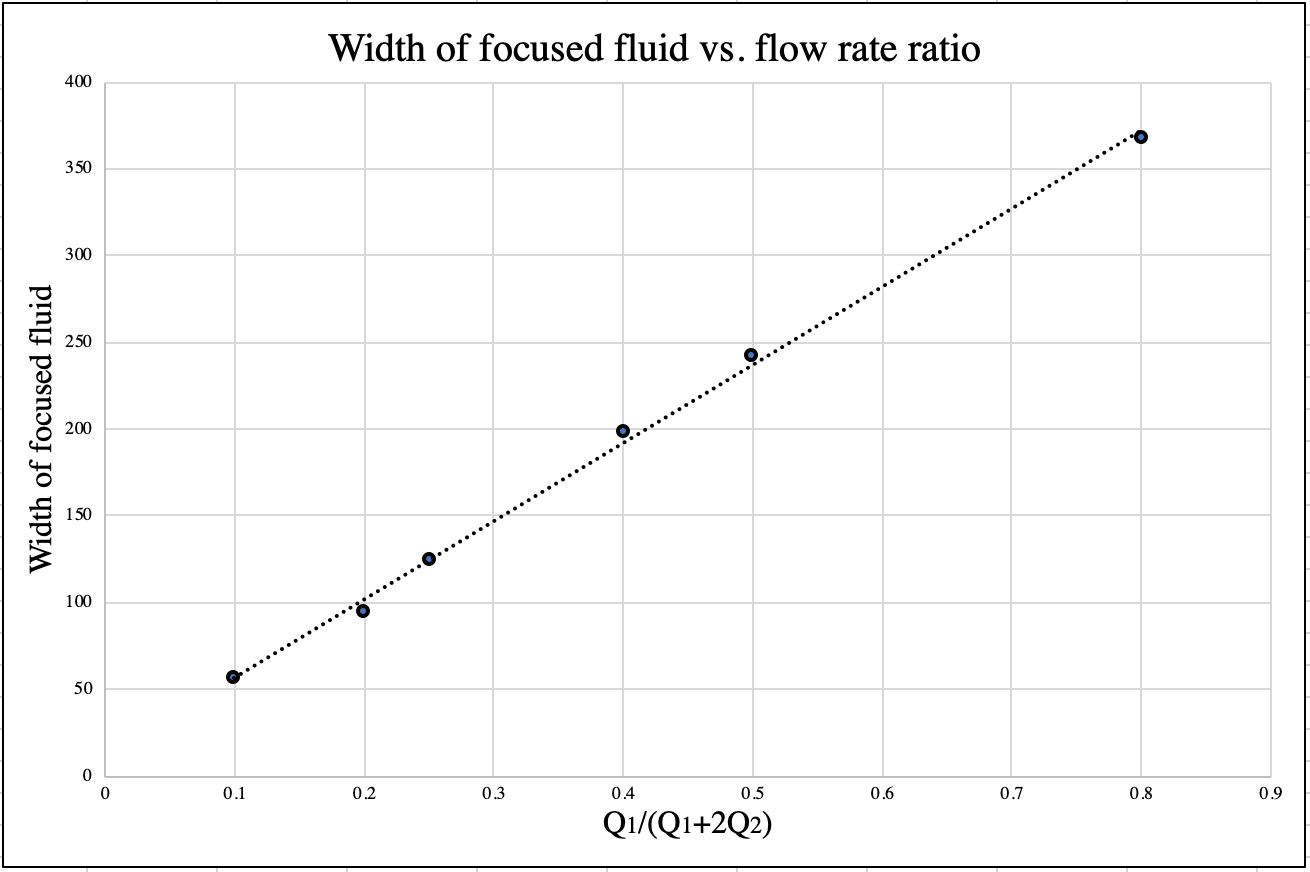 Width of focused fluid vs. flow rate ratio
400
350
300
250
200
150
100
50
0
Width of focused fluid
0 0.1 0.2 0.3 0.4 0.5 0.6 0.7 0.8 0.9
Q1/(Q1+2Q2)